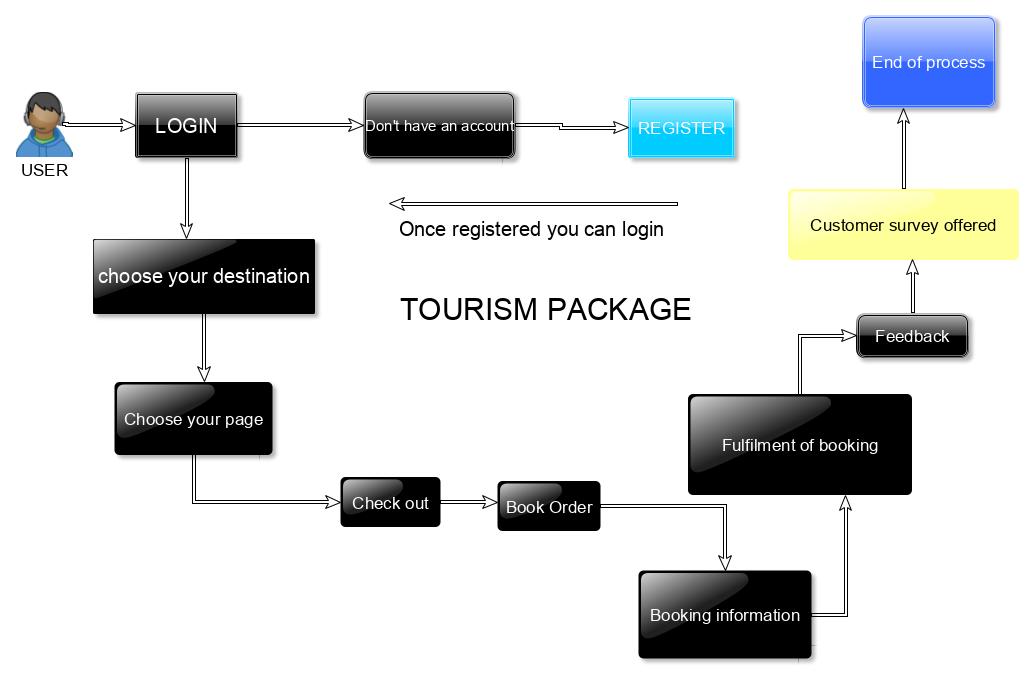 End of process
LOGIN
Don't have an account
REGISTER
USER
Once registered you can login
Customer survey offered
choose your destination
TOURISM PACKAGE
Feedback
Choose your page
Fulfilment of booking
Check out
Book Order
Booking information